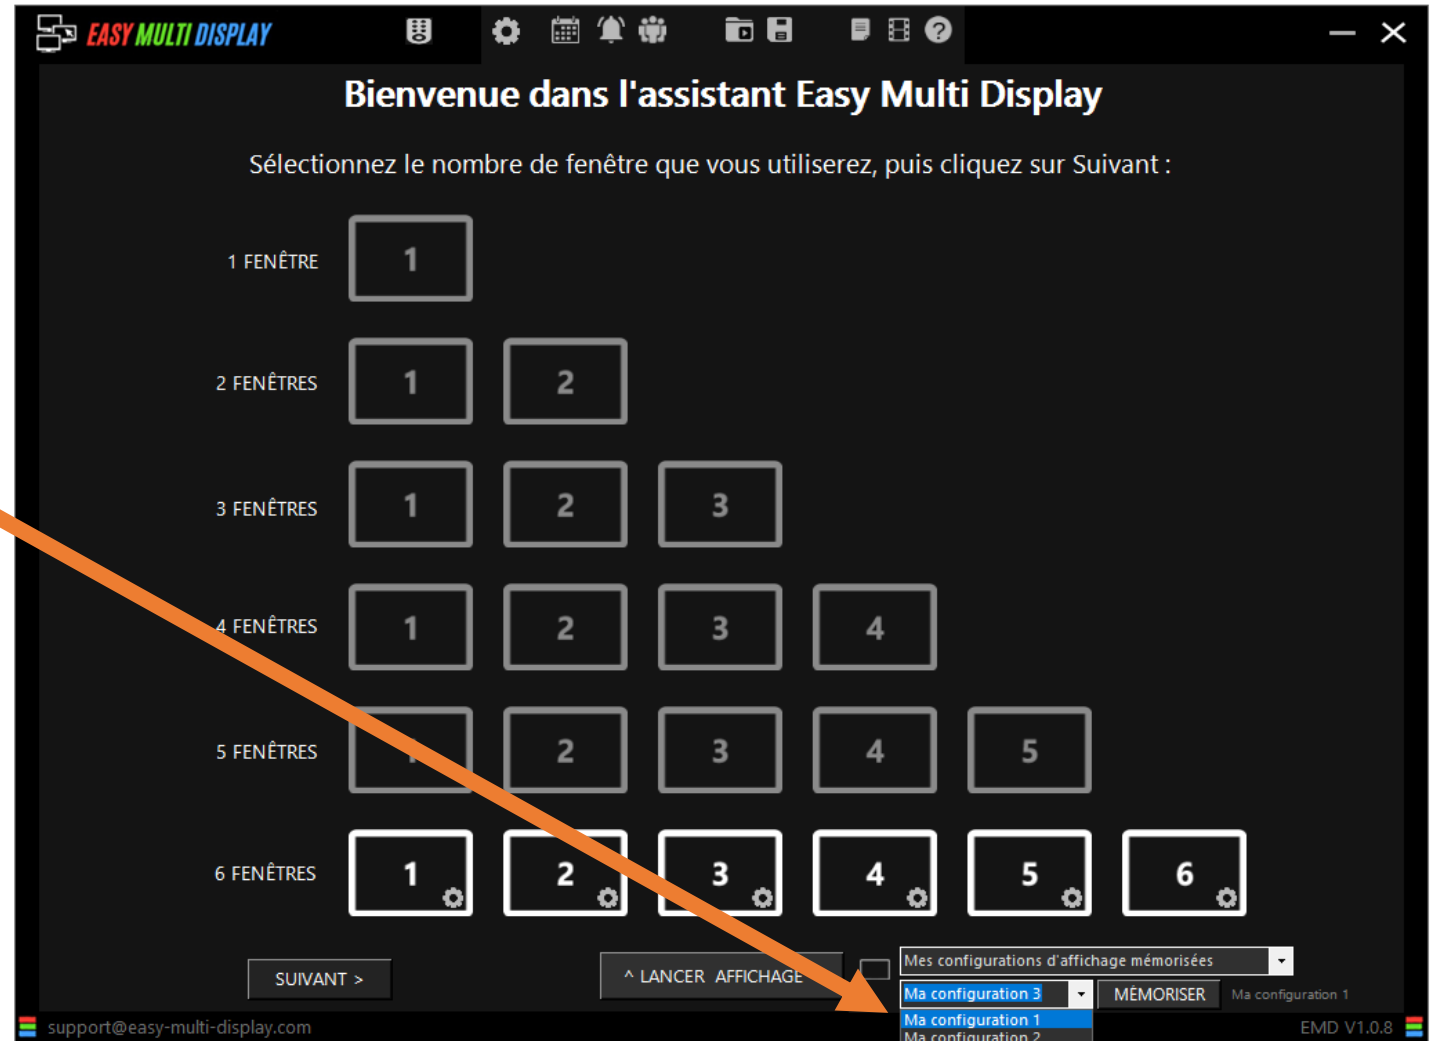 EASY MULTI DISPLAY
Bienvenue dans l'assistant Easy Multi Display
Sélectionnez le nombre de fenêtre que vous utiliserez, puis cliquez sur Suivant :
1 FENÊTRE 1
2 FENÊTRES 1 2
3 FENÊTRES 1 2 3
4 FENÊTRES 1 2 3 4
5 FENÊTRES 1 2 3 4 5
6 FENÊTRES 1 2 3 4 5 6
SUIVANT >
^ LANCER AFFICHAGE
Mes configurations d'affichage mémorisées
Ma configuration 3 MÉMORISER Ma configuration 1
Ma configuration 1
Ma configuration 2
support@easy-multi-display.com EMD V1.0.8